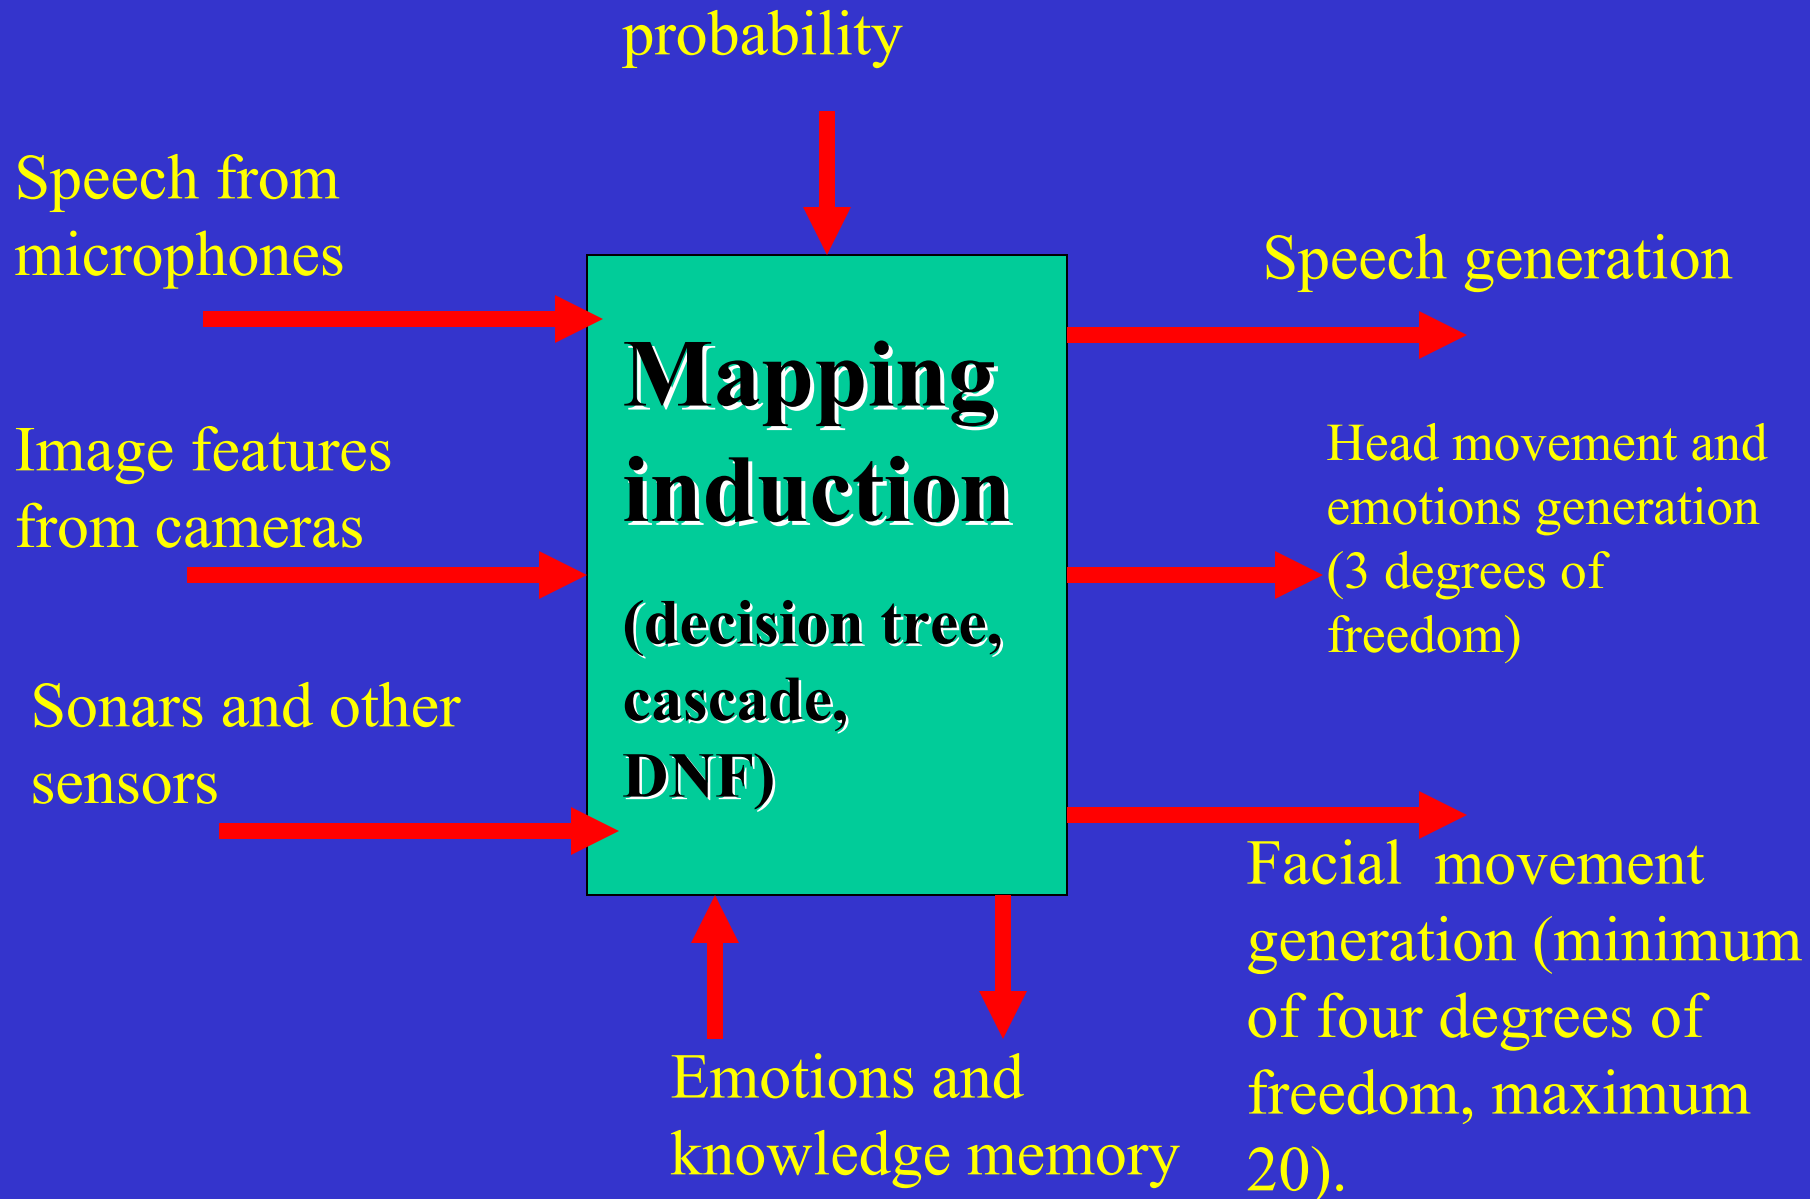 probability
Speech from
microphones
Image features
from cameras
Sonars and other
sensors
Mapping
induction
(decision tree,
cascade,
DNF)
Speech generation
Head movement and
emotions generation
(3 degrees of
freedom)
Facial  movement
generation (minimum
of four degrees of
freedom, maximum
20).
Emotions and
knowledge memory